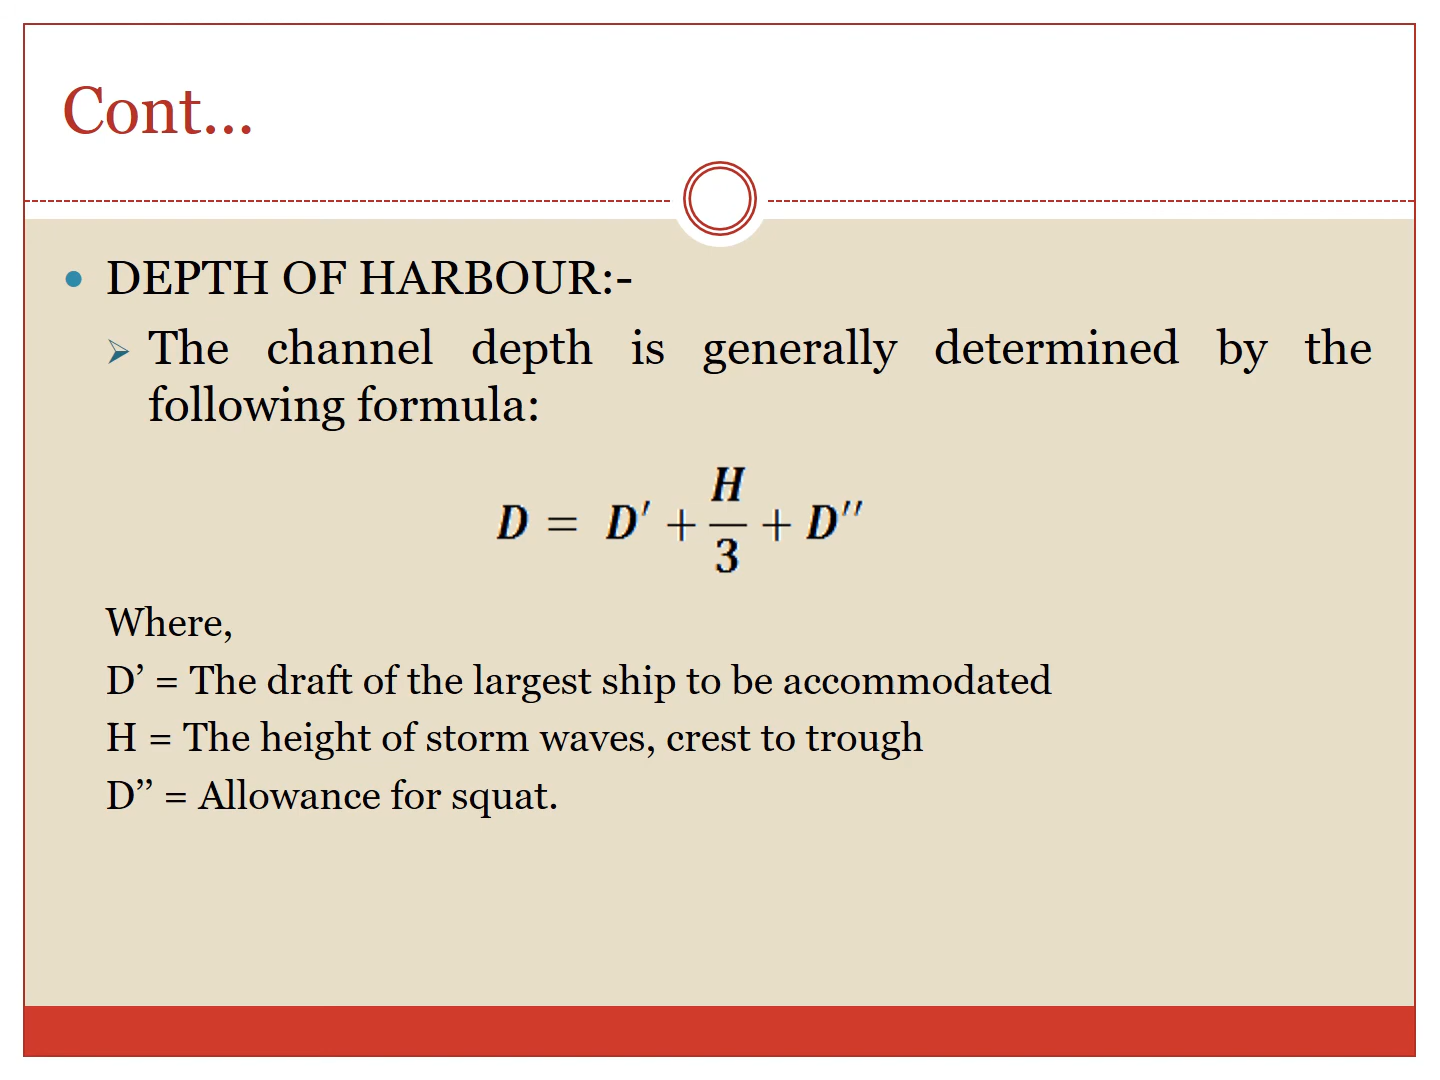 Cont...
• DEPTH OF HARBOUR:-
➢ The channel depth is generally determined by the
following formula:
D = D′ + H/3 + D′′
Where,
D’ = The draft of the largest ship to be accommodated
H = The height of storm waves, crest to trough
D” = Allowance for squat.